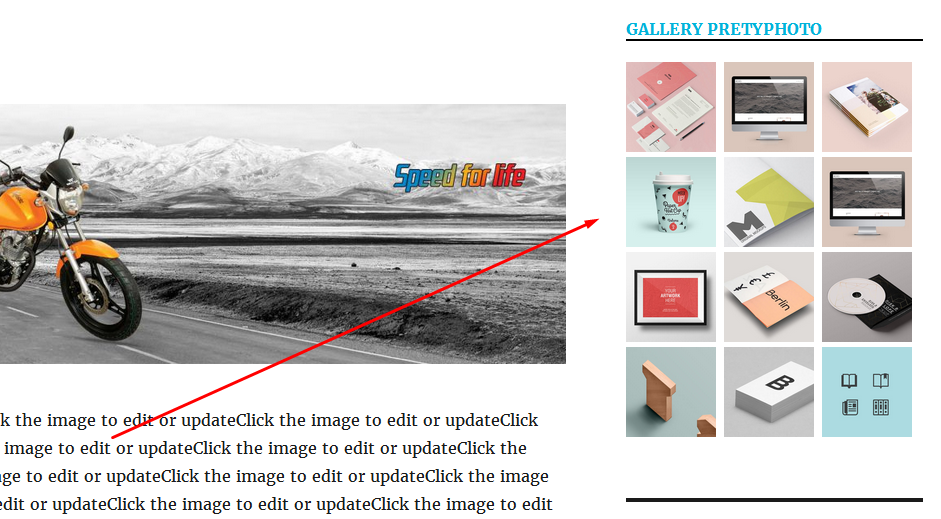 GALLERY PRETYPHOTO
Speed for life
k the image to edit or updateClick the image to edit or updateClick
image to edit or updateClick the image to edit or updateClick the
ge to edit or updateClick the image to edit or updateClick the image
edit or updateClick the image to edit or updateClick the image to edit
YOUR
ARTWORK
HERE
Berlin
B